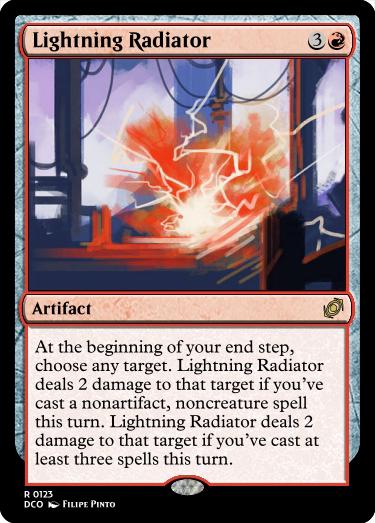 Lightning Radiator 3
Artifact
At the beginning of your end step,
choose any target. Lightning Radiator
deals 2 damage to that target if you've
cast a nonartifact, noncreature spell
this turn. Lightning Radiator deals 2
damage to that target if you've cast at
least three spells this turn.
R 0123
DCO Filipe Pinto